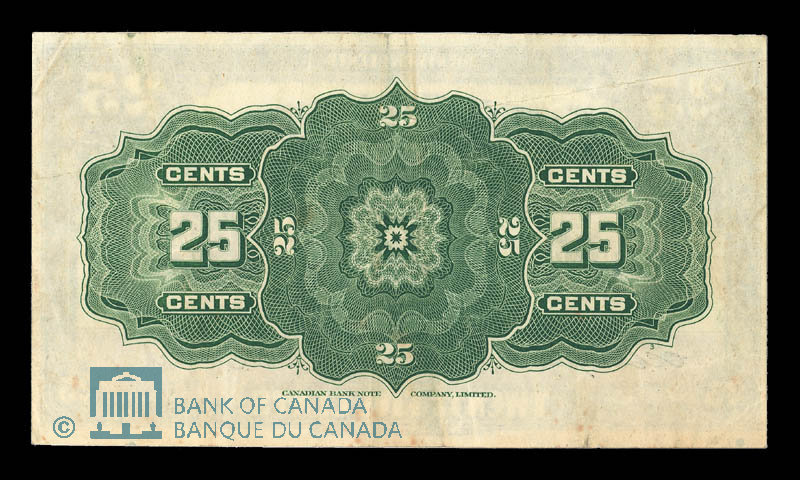 25
CENTS CENTS
25 25 25 25
CENTS CENTS
25
CANADIAN BANK NOTE COMPANY, LIMITED.
© BANK OF CANADA
BANQUE DU CANADA